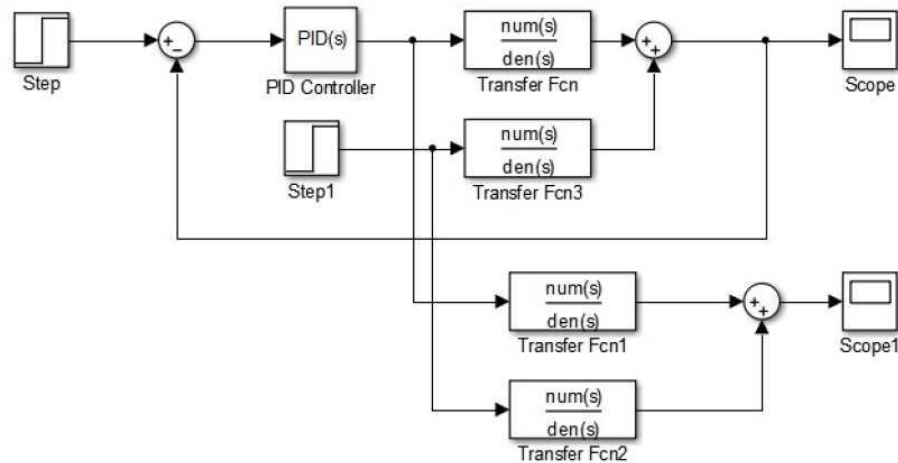 Step
+
−
PID(s)
PID Controller
num(s)
den(s)
Transfer Fcn
+
+
Scope
Step1
num(s)
den(s)
Transfer Fcn3
num(s)
den(s)
Transfer Fcn1
+
+
Scope1
num(s)
den(s)
Transfer Fcn2